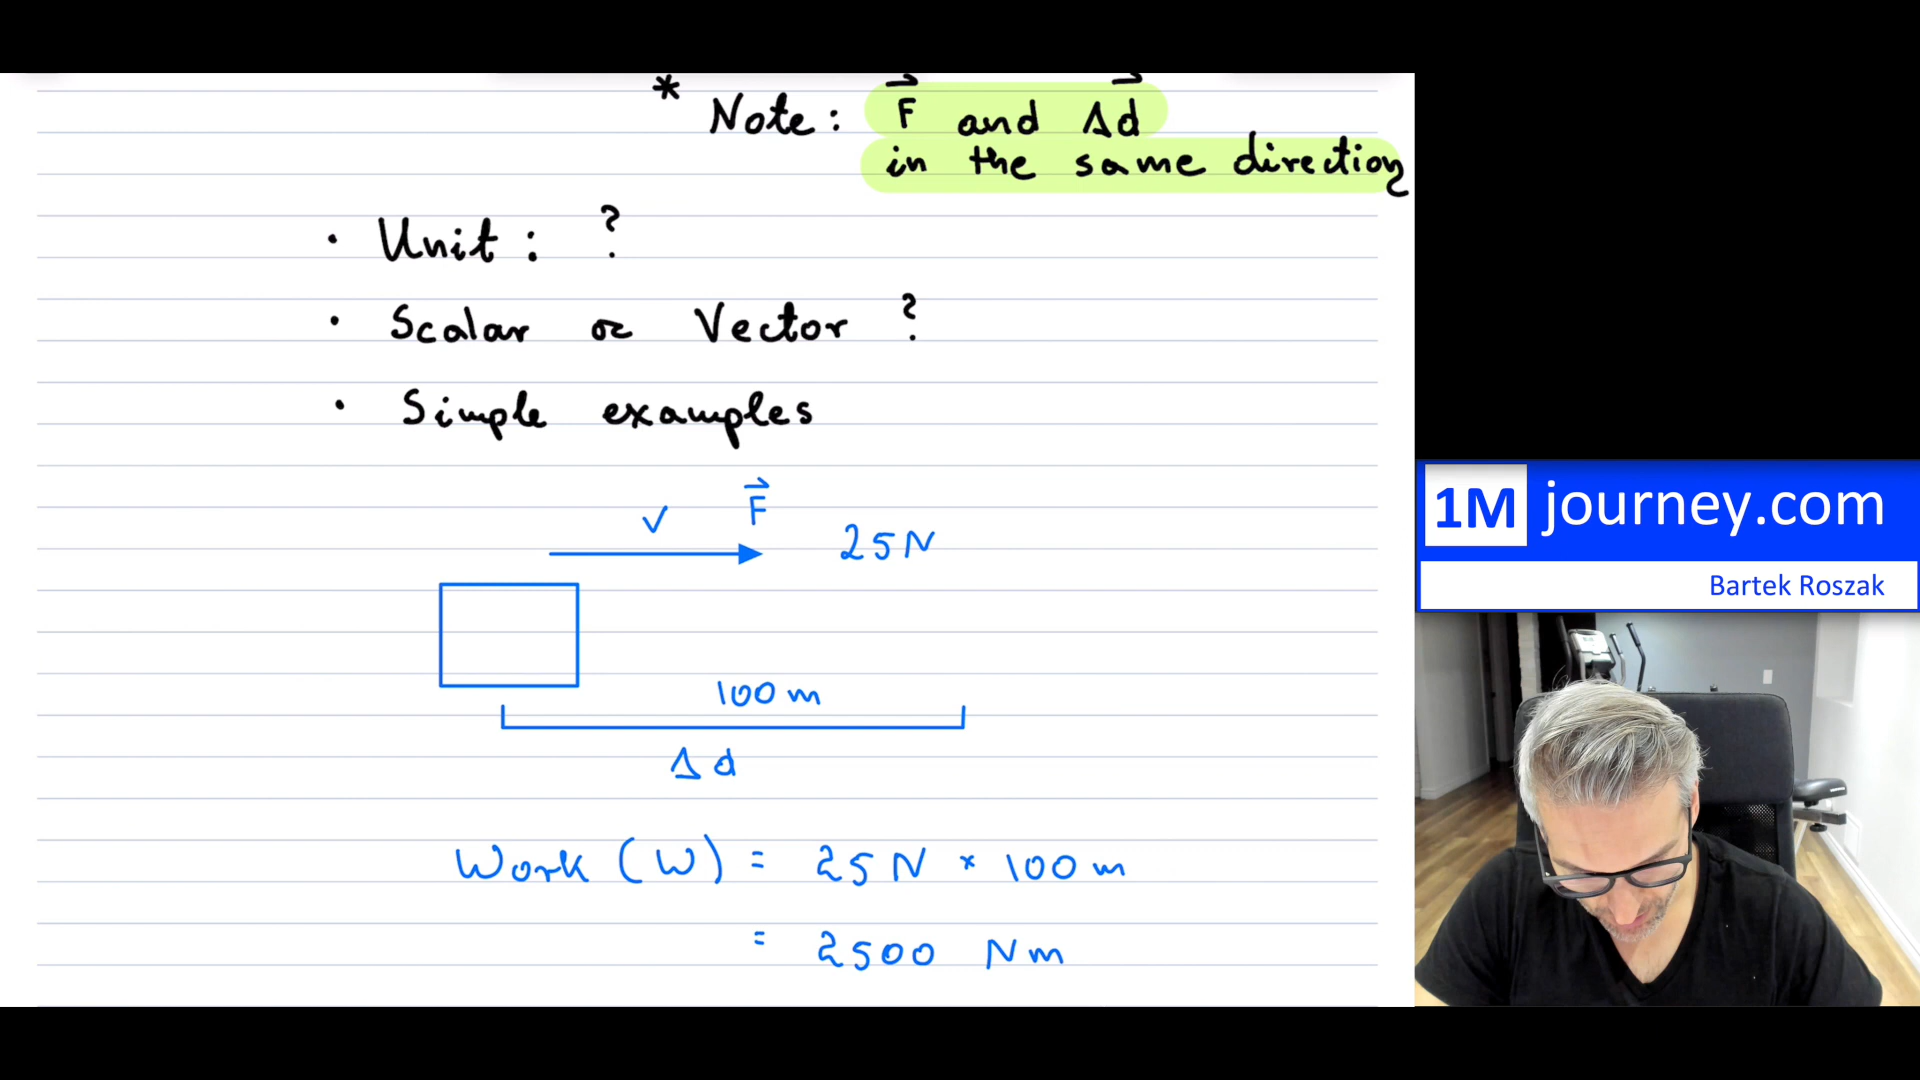 * Note: F and Δd
in the same direction
• Unit: ?
• Scalar or Vector ?
• Simple examples
F
25 N
100 m
Δd
Work (W) = 25 N * 100 m
= 2500 Nm
1M journey.com
Bartek Roszak